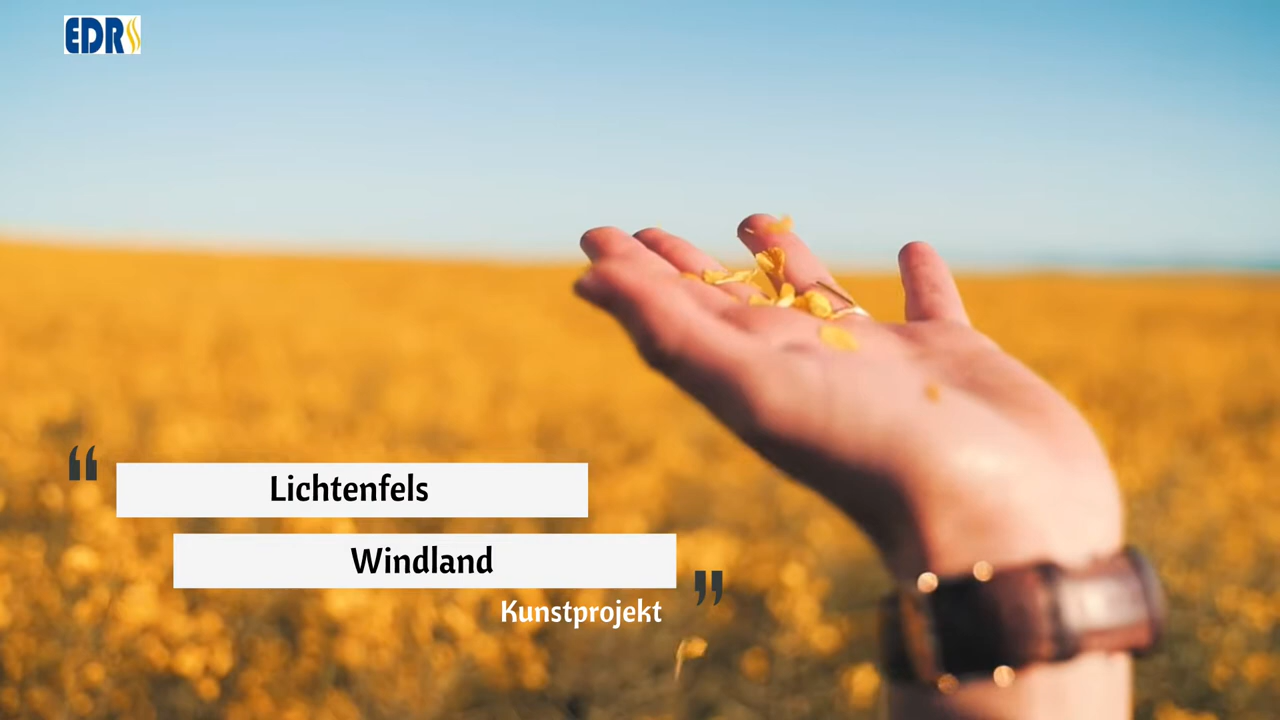 EDR
“
Lichtenfels
Windland
”
Kunstprojekt